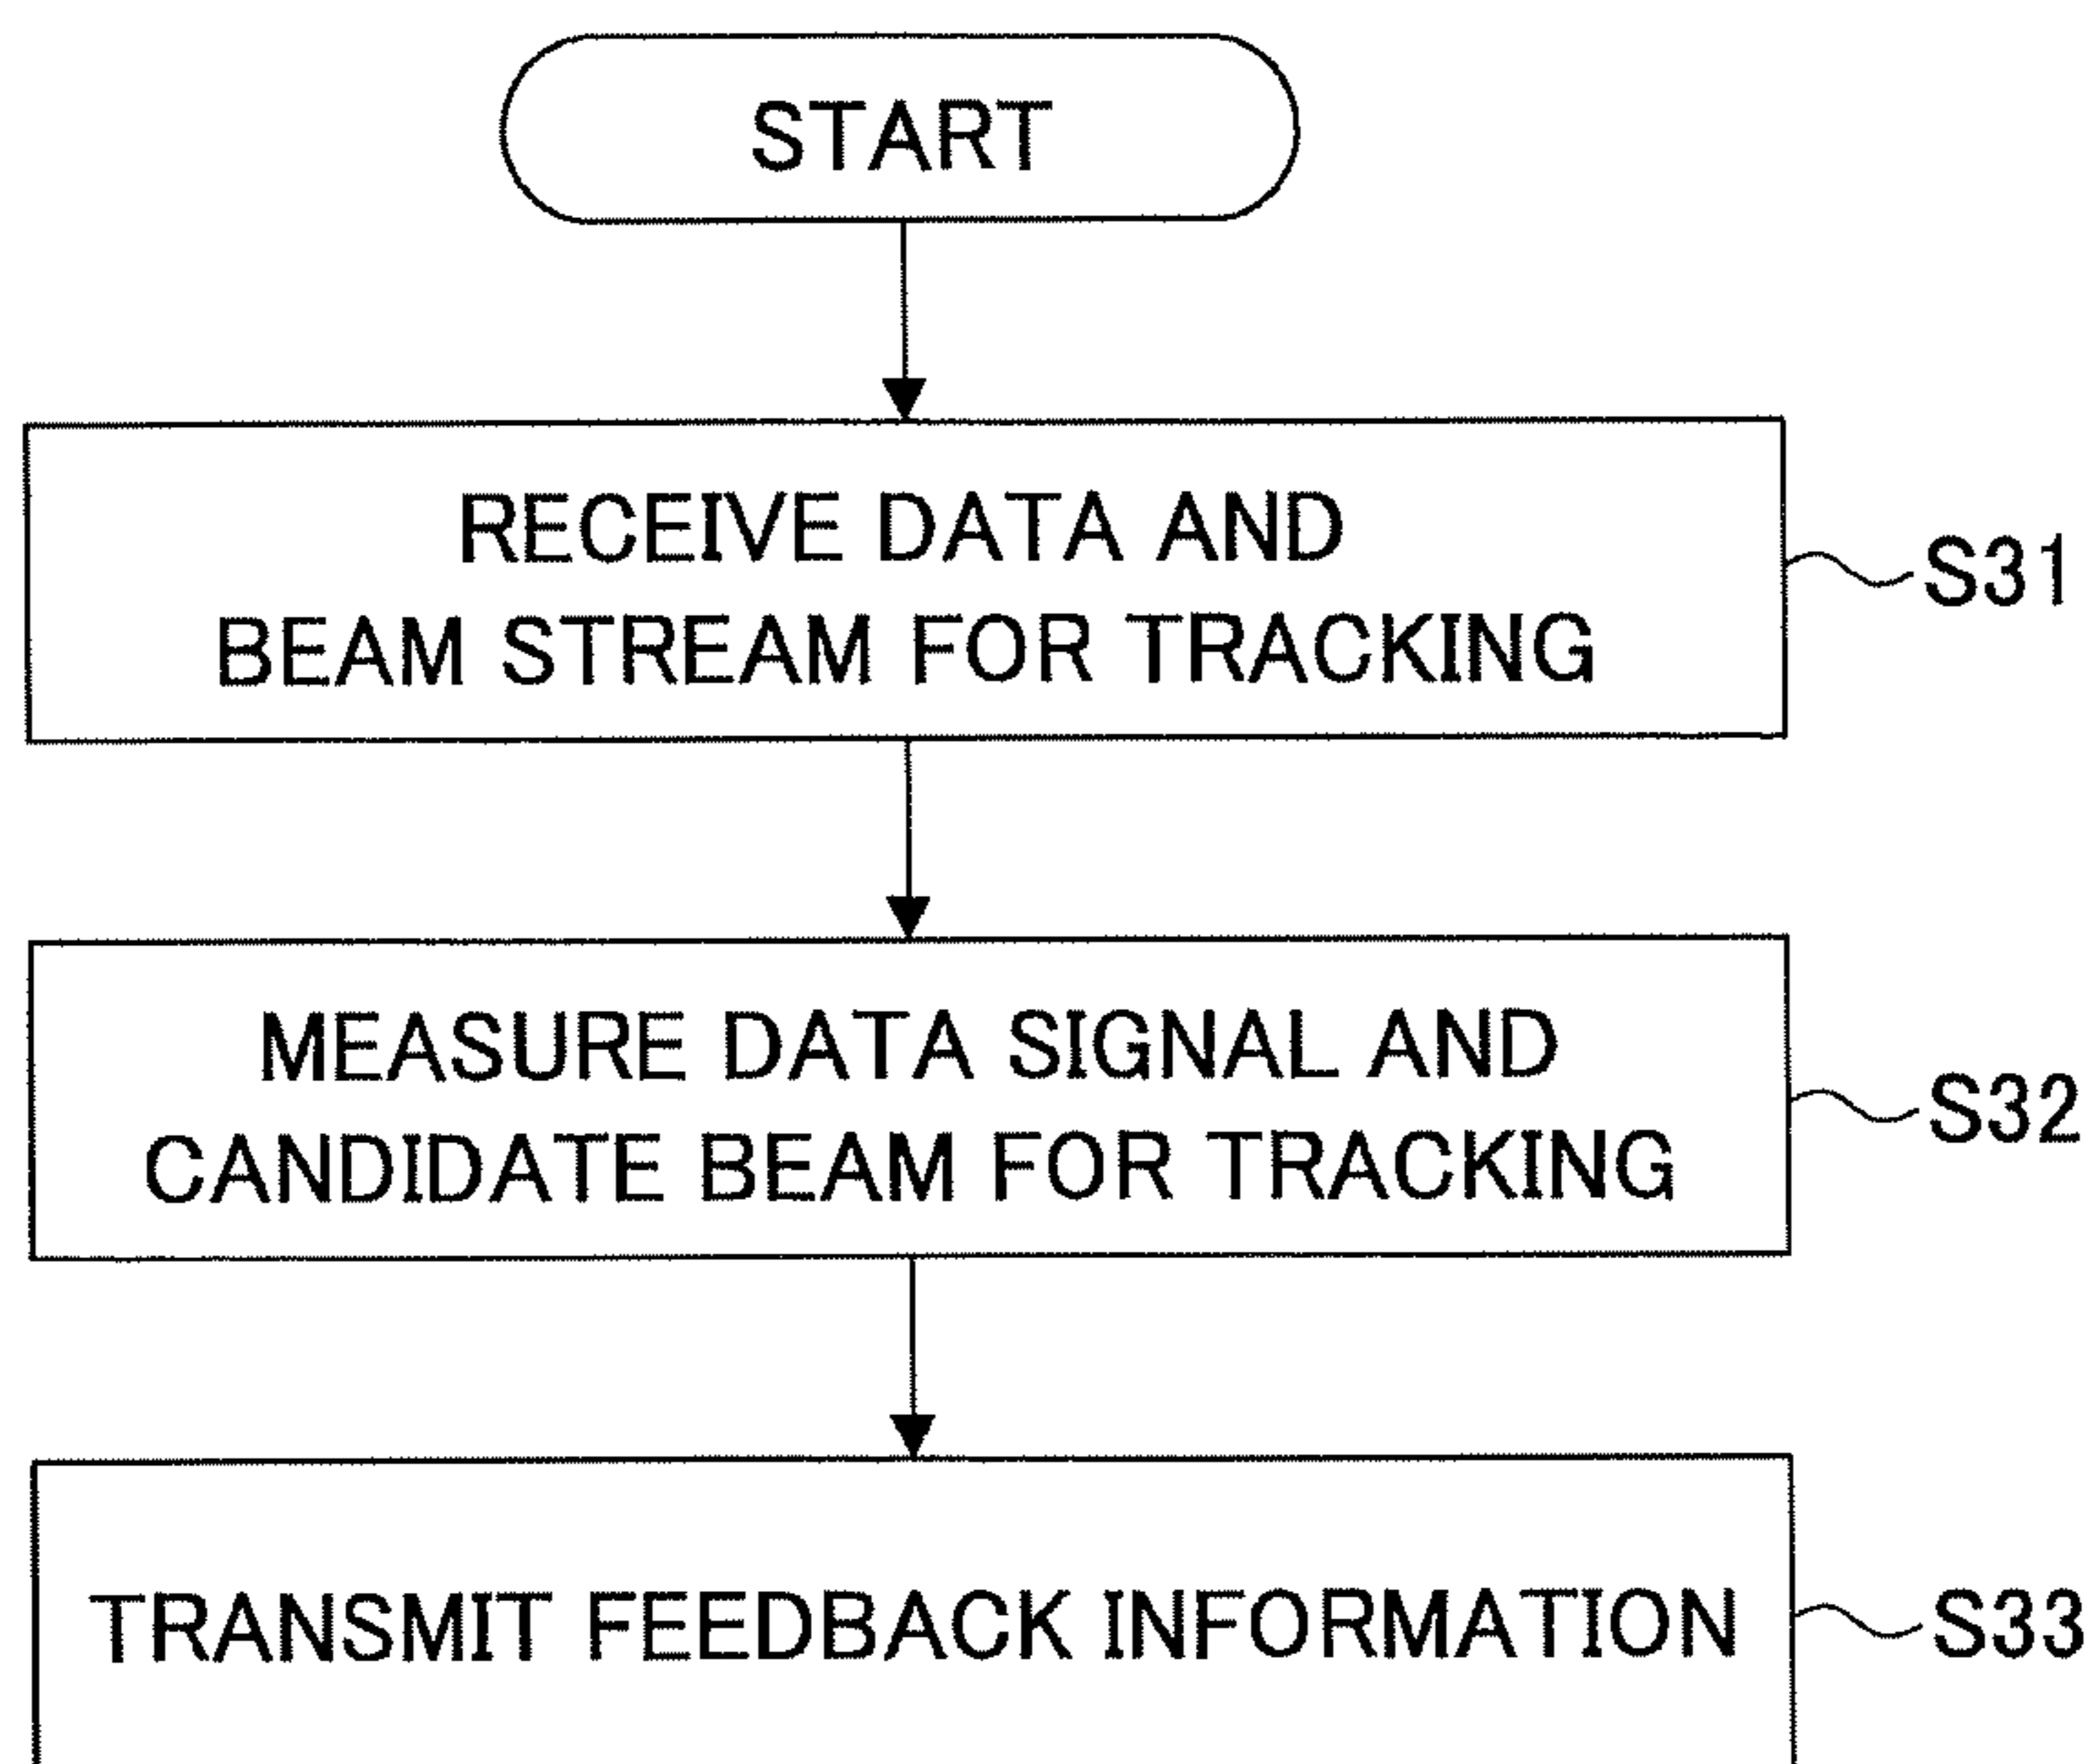 START
RECEIVE DATA AND
BEAM STREAM FOR TRACKING
S31
MEASURE DATA SIGNAL AND
CANDIDATE BEAM FOR TRACKING
S32
TRANSMIT FEEDBACK INFORMATION
S33